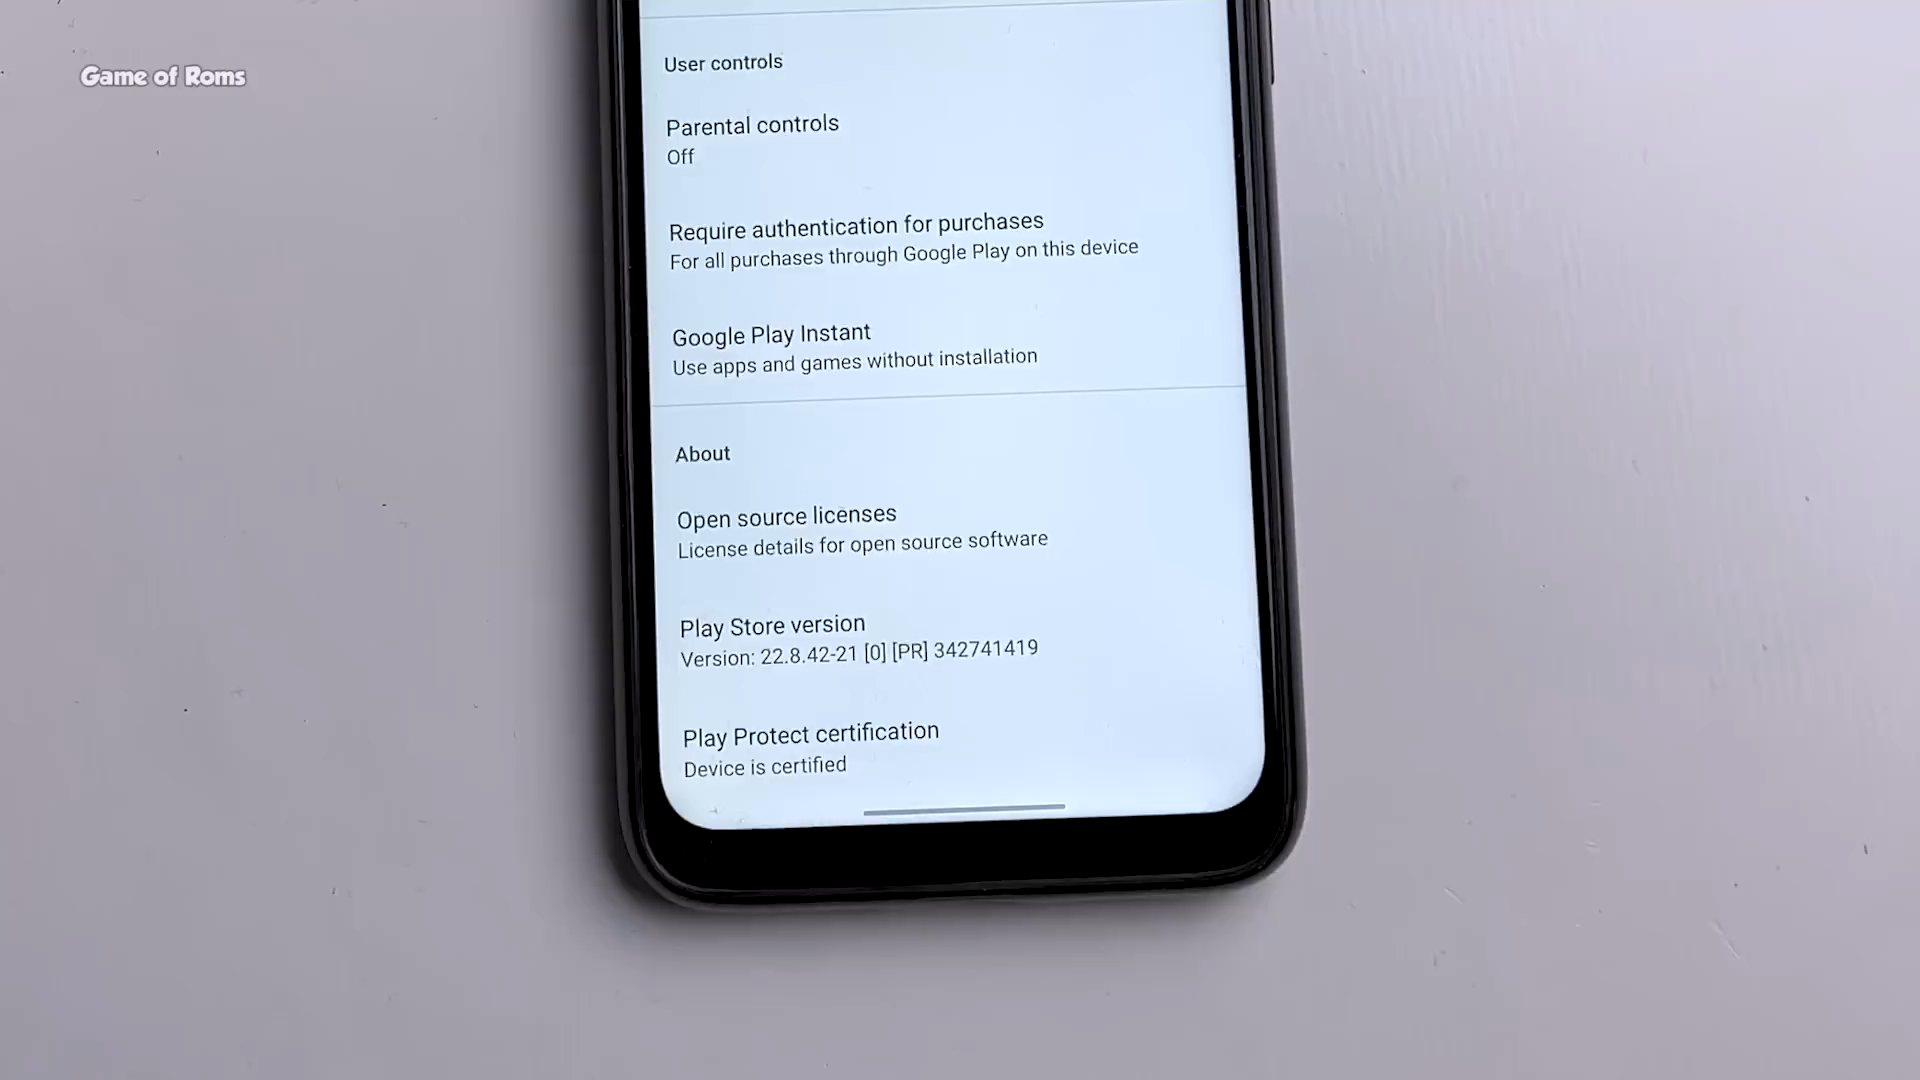 Game of Roms
User controls
Parental controls
Off
Require authentication for purchases
For all purchases through Google Play on this device
Google Play Instant
Use apps and games without installation
About
Open source licenses
License details for open source software
Play Store version
Version: 22.8.42-21 [0] [PR] 342741419
Play Protect certification
Device is certified